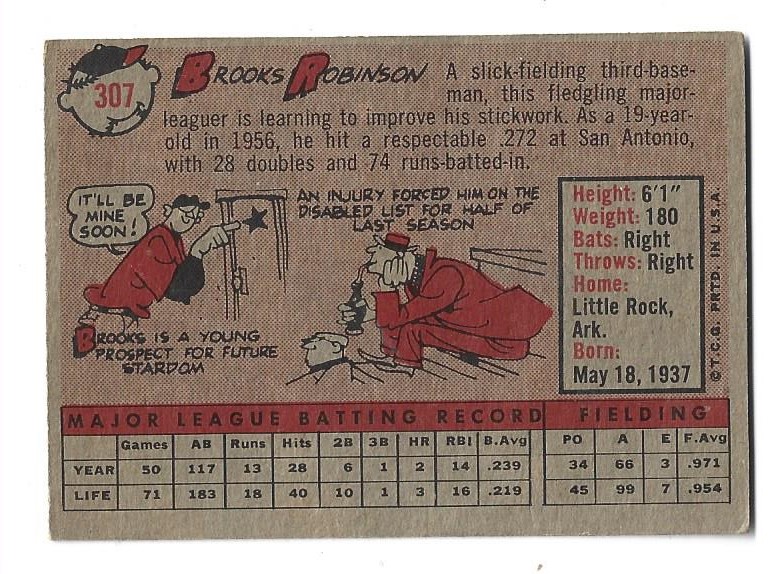 307
BROOKS ROBINSON
A slick-fielding third-base-
man, this fledgling major-
leaguer is learning to improve his stickwork. As a 19-year-
old in 1956, he hit a respectable .272 at San Antonio,
with 28 doubles and 74 runs-batted-in.
IT'LL BE
MINE
SOON!
BROOKS IS A YOUNG
PROSPECT FOR FUTURE
STARDOM
AN INJURY FORCED HIM ON THE
DISABLED LIST FOR HALF OF
LAST SEASON
Height: 6'1"
Weight: 180
Bats: Right
Throws: Right
Home:
Little Rock,
Ark.
Born:
May 18, 1937
© T.C.G. PRTD. IN U.S.A.
MAJOR LEAGUE BATTING RECORD FIELDING
Games AB Runs Hits 2B 3B HR RBI B.Avg PO A E F.Avg
YEAR 50 117 13 28 6 1 2 14 .239 34 66 3 .971
LIFE 71 183 18 40 10 1 3 16 .219 45 99 7 .954